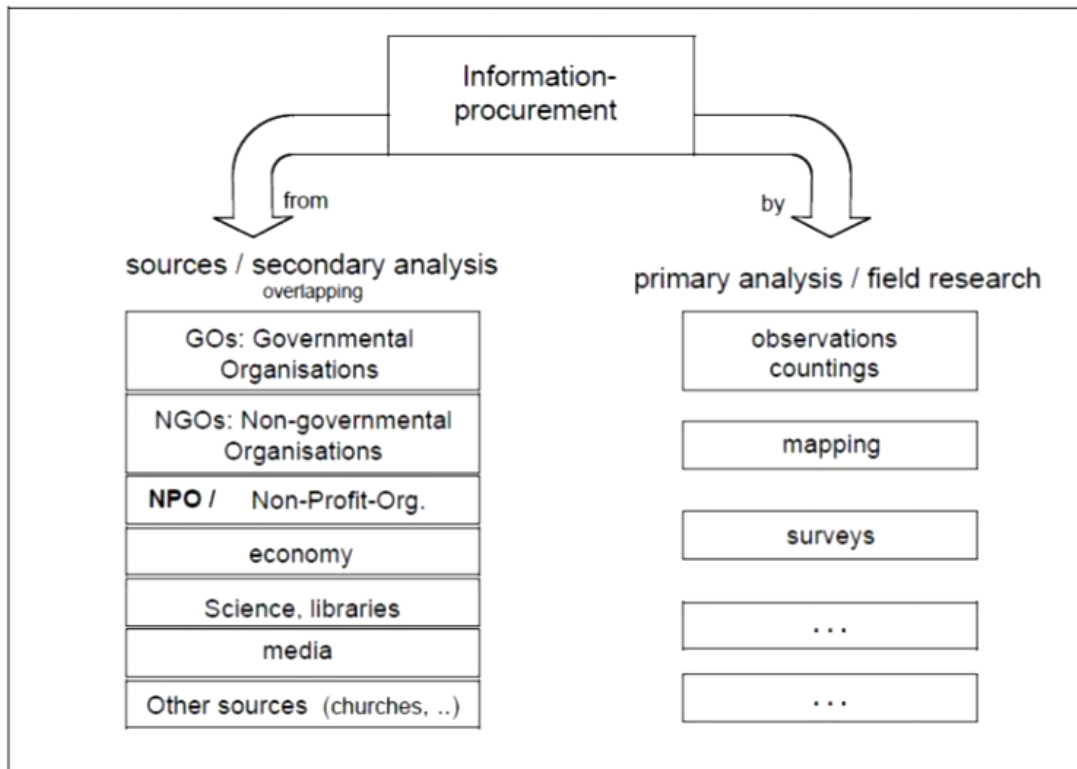 Information-
procurement
from
by
sources / secondary analysis
overlapping
primary analysis / field research
GOs: Governmental
Organisations
NGOs: Non-governmental
Organisations
NPO / Non-Profit-Org.
economy
Science, libraries
media
Other sources (churches, ..)
observations
countings
mapping
surveys
. . .
. . .